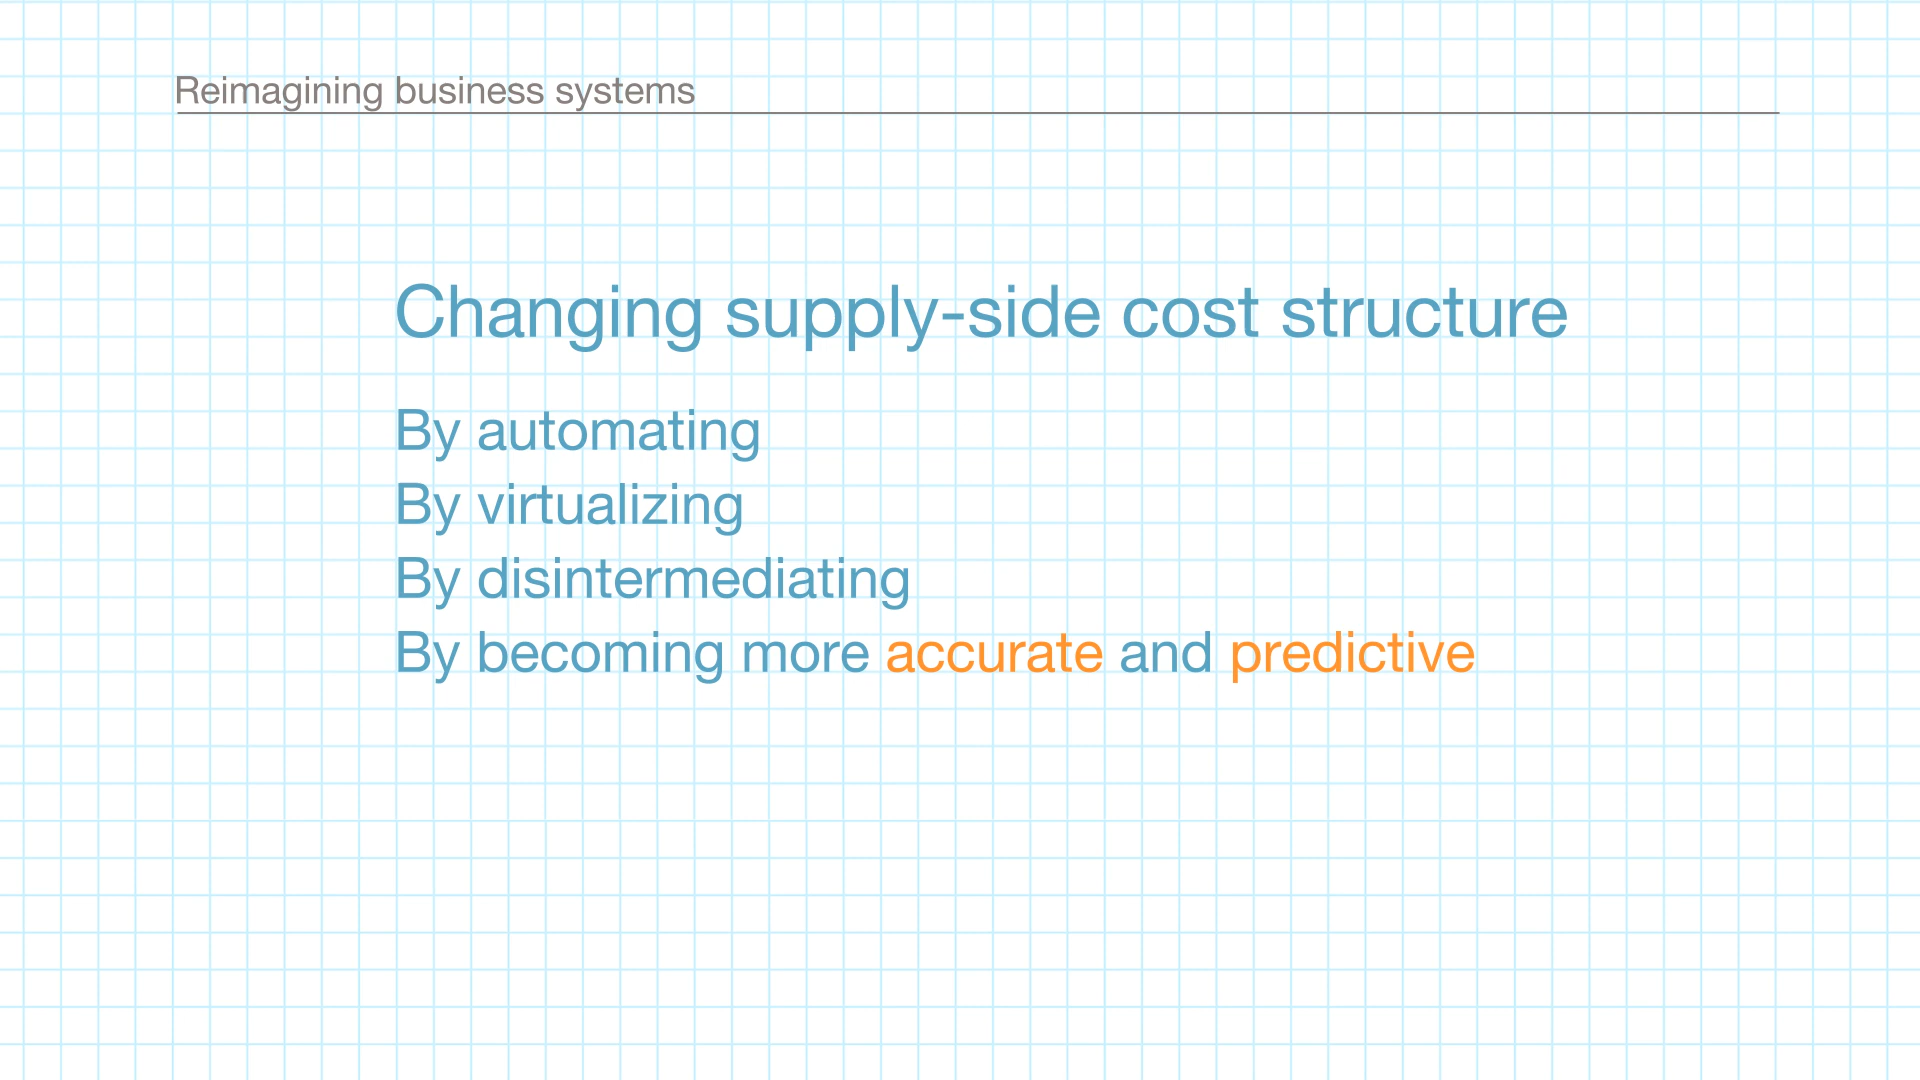 Reimagining business systems
Changing supply-side cost structure
By automating
By virtualizing
By disintermediating
By becoming more accurate and predictive